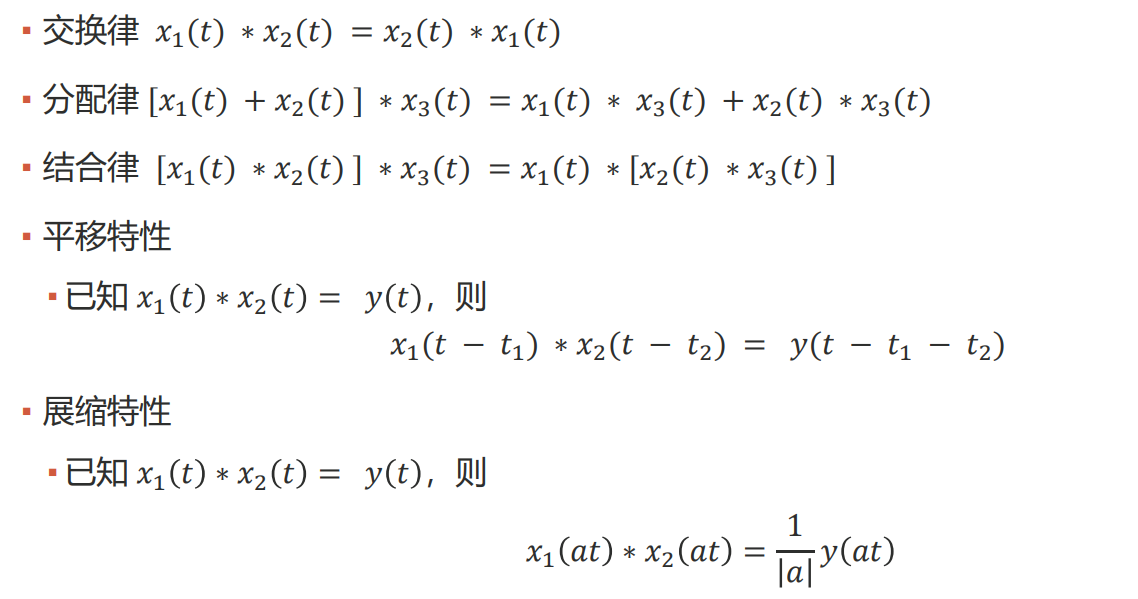 ▪ 交换律 x₁(t) ∗ x₂(t) = x₂(t) ∗ x₁(t)
▪ 分配律 [x₁(t) + x₂(t)] ∗ x₃(t) = x₁(t) ∗ x₃(t) + x₂(t) ∗ x₃(t)
▪ 结合律 [x₁(t) ∗ x₂(t)] ∗ x₃(t) = x₁(t) ∗ [x₂(t) ∗ x₃(t)]
▪ 平移特性
▪ 已知 x₁(t) ∗ x₂(t) = y(t)，则
x₁(t − t₁) ∗ x₂(t − t₂) = y(t − t₁ − t₂)
▪ 展缩特性
▪ 已知 x₁(t) ∗ x₂(t) = y(t)，则
x₁(at) ∗ x₂(at) = 1/|a| y(at)